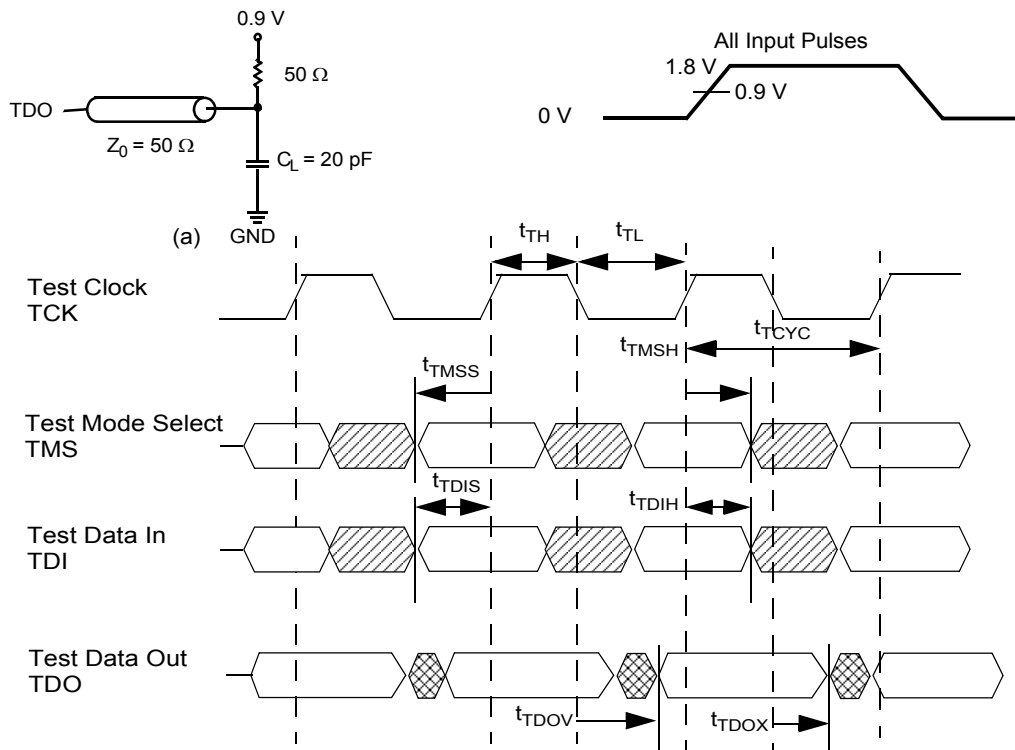 0.9 V
50 Ω
TDO
Z0 = 50 Ω
CL = 20 pF
(a)
GND
All Input Pulses
1.8 V
0.9 V
0 V
tTH
tTL
Test Clock
TCK
tTMSH
tTCYC
tTMSS
Test Mode Select
TMS
tTDIS
tTDIH
Test Data In
TDI
Test Data Out
TDO
tTDOV
tTDOX